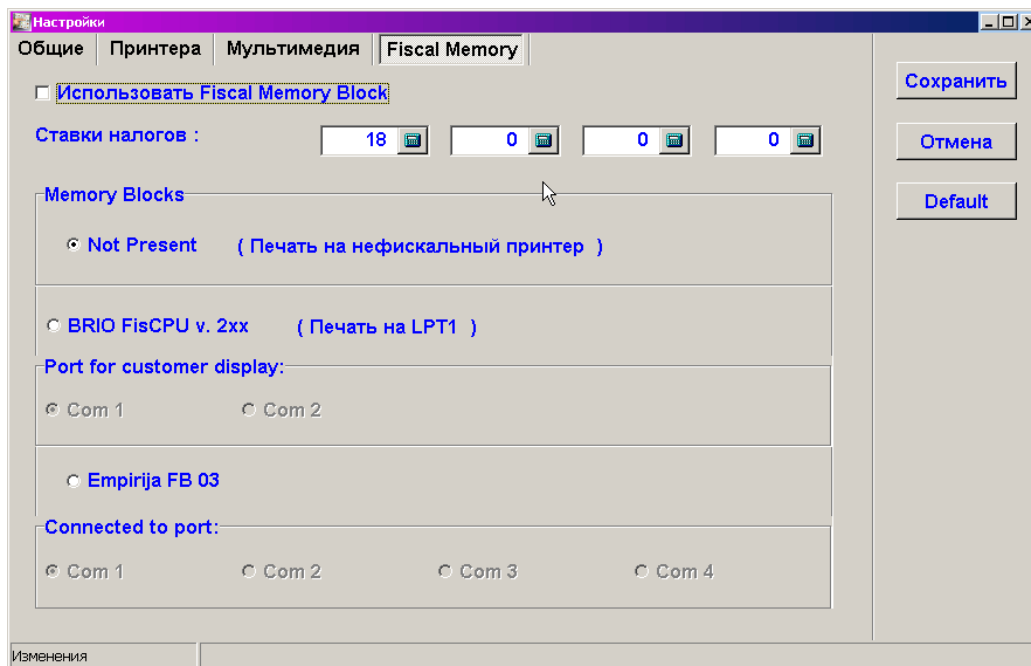 Настройки
Общие Принтера Мультимедия Fiscal Memory
Использовать Fiscal Memory Block
Сохранить
Ставки налогов : 18 0 0 0
Отмена
Memory Blocks
Default
Not Present ( Печать на нефискальный принтер )
BRIO FisCPU v. 2xx ( Печать на LPT1 )
Port for customer display:
Com 1 Com 2
Empirija FB 03
Connected to port:
Com 1 Com 2 Com 3 Com 4
Изменения